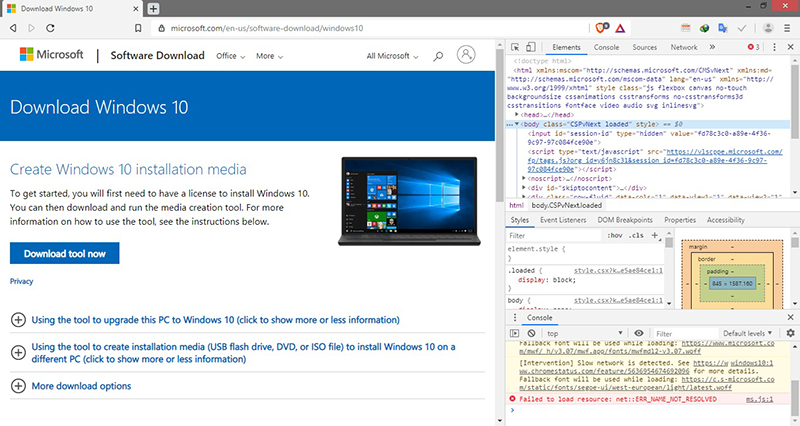 Download Windows 10
microsoft.com/en-us/software-download/windows10
Microsoft
Software Download
Office
More
All Microsoft
Download Windows 10
Create Windows 10 installation media
To get started, you will first need to have a license to install Windows 10.
You can then download and run the media creation tool. For more
information on how to use the tool, see the instructions below.
Download tool now
Privacy
Using the tool to upgrade this PC to Windows 10 (click to show more or less information)
Using the tool to create installation media (USB flash drive, DVD, or ISO file) to install Windows 10 on a
different PC (click to show more or less information)
More download options
Elements
Console
Sources
Network
3
<!doctype html>
<html xmlns:mscom="http://schemas.microsoft.com/CMSvNext" xmlns:md=
"http://schemas.microsoft.com/mscom-data" lang="en-us" xmlns="http://ww
w.w3.org/1999/xhtml" style class="js flexbox canvas no-touch
backgroundsize cssanimations csstransforms no-csstransforms3d
csstransitions fontface video audio svg inlinesvg">
<head>…</head>
<body class="CSPvNext loaded" style> == $0
<input id="session-id" type="hidden" value="fd78c3c0-a89e-4f36-
9c97-97c084fce90e">
<script type="text/javascript" src="https://vlscppe.microsoft.com/
fp/tags.js?org_id=y6jn8c31&session_id=fd78c3c0-a89e-4f36-9c97-
97c084fce90e"></script>
<noscript>…</noscript>
<div id="skiptocontent">…</div>
html
body.CSPvNext.loaded
Styles
Event Listeners
DOM Breakpoints
Properties
Accessibility
Filter
:hov .cls +
element.style {
}
.loaded {
style.csx?k…e5ae84ce1:1
display: block;
}
body {
style.csx?k…e5ae84ce1:1
margin
border
padding
845 × 1587.160
Console
top
Filter
Default levels
Fallback font will be used while loading: https://www.microsoft.co
m/mwf/_h/v3.07/mwf.app/fonts/mwfmdl2-v3.07.woff
[Intervention] Slow network is detected. See https://w windows10:1
ww.chromestatus.com/feature/5636954674692096 for more details.
Fallback font will be used while loading: https://c.s-microsoft.co
m/static/fonts/segoe-ui/west-european/light/latest.woff
Failed to load resource: net::ERR_NAME_NOT_RESOLVED
ms.js:1